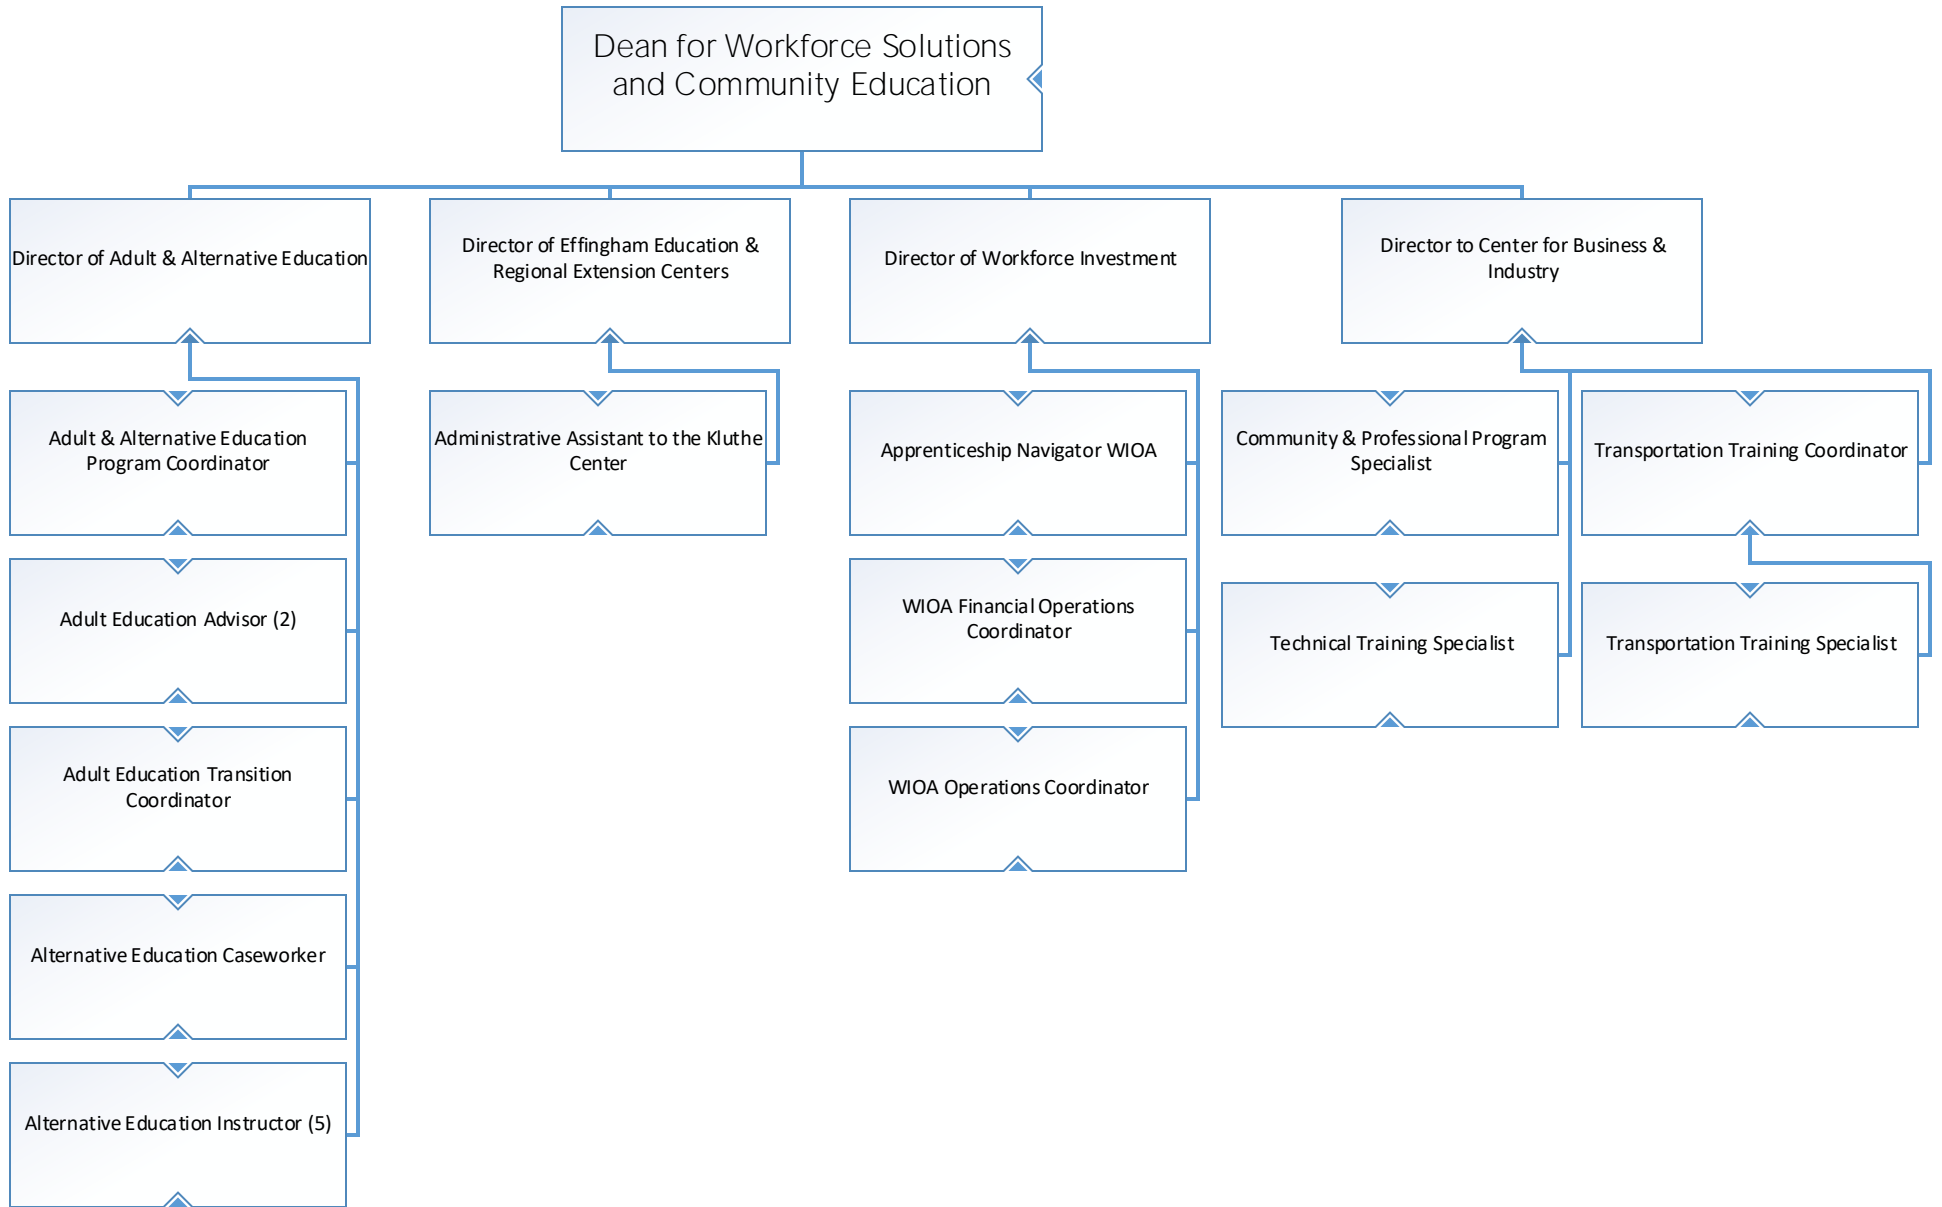 Dean for Workforce Solutions
and Community Education
Director of Adult & Alternative Education
Director of Effingham Education &
Regional Extension Centers
Director of Workforce Investment
Director to Center for Business &
Industry
Adult & Alternative Education
Program Coordinator
Administrative Assistant to the Kluthe
Center
Apprenticeship Navigator WIOA
Community & Professional Program
Specialist
Transportation Training Coordinator
Adult Education Advisor (2)
WIOA Financial Operations
Coordinator
Technical Training Specialist
Transportation Training Specialist
Adult Education Transition
Coordinator
WIOA Operations Coordinator
Alternative Education Caseworker
Alternative Education Instructor (5)